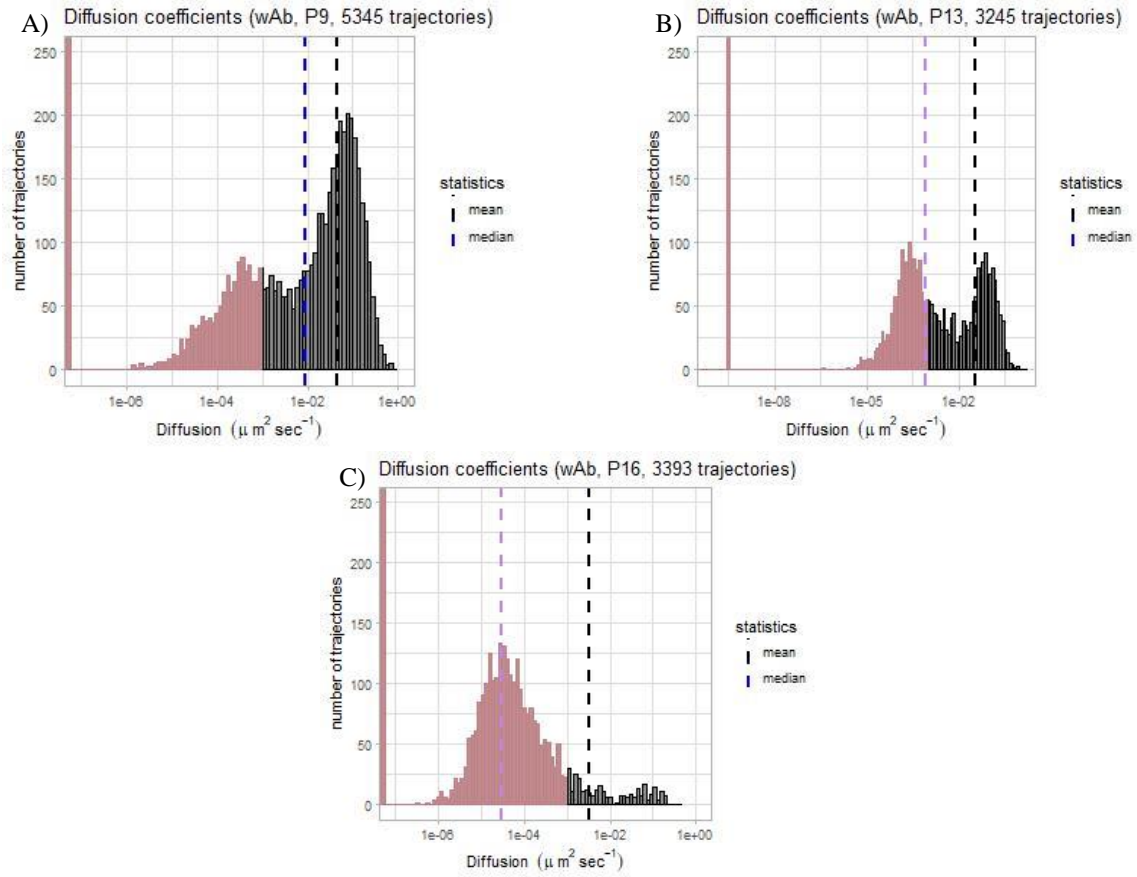 A) Diffusion coefficients (wAb, P9, 5345 trajectories)
250
200
150
100
50
0
number of trajectories
1e-06 1e-04 1e-02 1e+00
Diffusion (μ m² sec⁻¹)
statistics
mean
median
B) Diffusion coefficients (wAb, P13, 3245 trajectories)
250
200
150
100
50
0
number of trajectories
1e-08 1e-05 1e-02
Diffusion (μ m² sec⁻¹)
statistics
mean
median
C) Diffusion coefficients (wAb, P16, 3393 trajectories)
250
200
150
100
50
0
number of trajectories
1e-06 1e-04 1e-02 1e+00
Diffusion (μ m² sec⁻¹)
statistics
mean
median